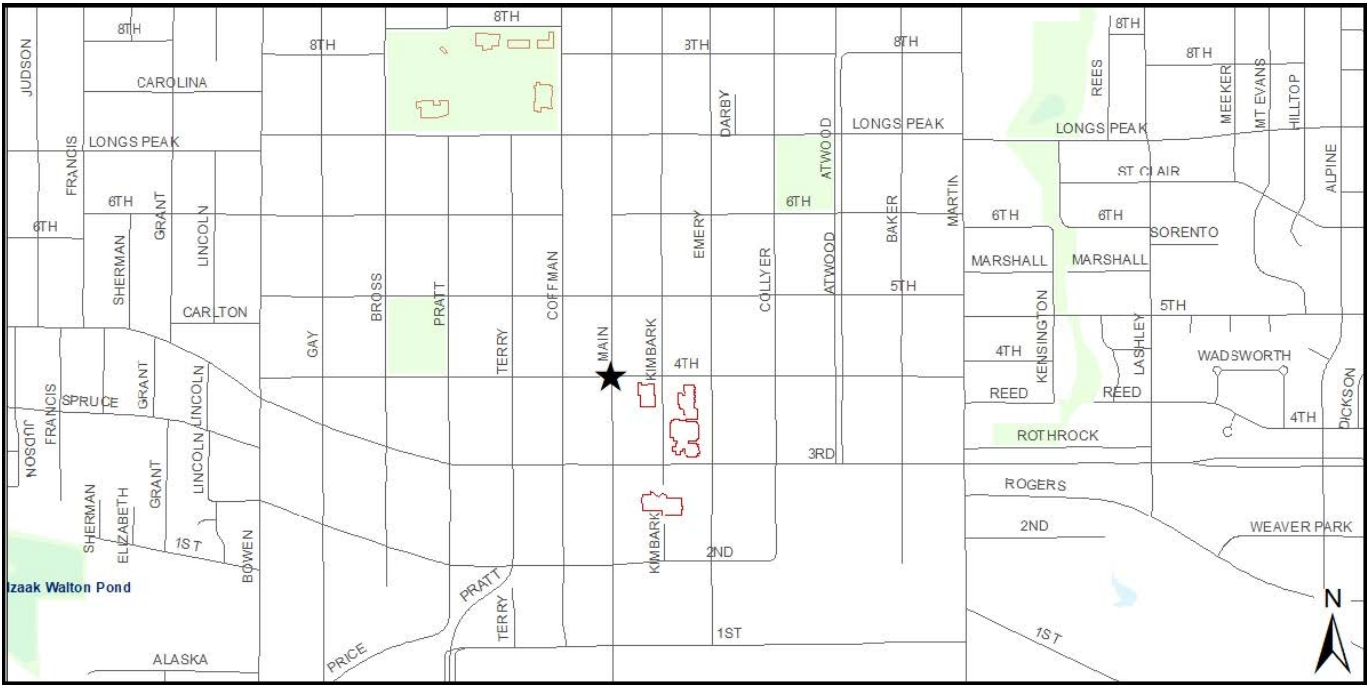 8TH
8TH
8TH
8TH
8TH
8TH
8TH
JUDSON
CAROLINA
REES
MEEKER
MT EVANS
HILLTOP
DARBY
LONGS PEAK
LONGS PEAK
LONGS PEAK
FRANCIS
ATWOOD
ALPINE
ST CLAIR
6TH
GRANT
LINCOLN
6TH
MARTIN
BAKER
6TH
6TH
6TH
EMERY
SORENTO
SHERMAN
MARSHALL
MARSHALL
ATWOOD
COLLYER
COFFMAN
BROSS
PRATT
5TH
5TH
CARLTON
KENSINGTON
GAY
TERRY
MAIN
KIMBARK
LASHLEY
4TH
4TH
WADSWORTH
GRANT
LINCOLN
REED
REED
SPRUCE
FRANCIS
DICKSON
4TH
JUDSON
ROTHROCK
3RD
LINCOLN
GRANT
ROGERS
SHERMAN
ELIZABETH
2ND
WEAVER PARK
KIMBARK
1ST
2ND
BOWEN
Izaak Walton Pond
PRATT
N
TERRY
1ST
1ST
ALASKA
PRICE